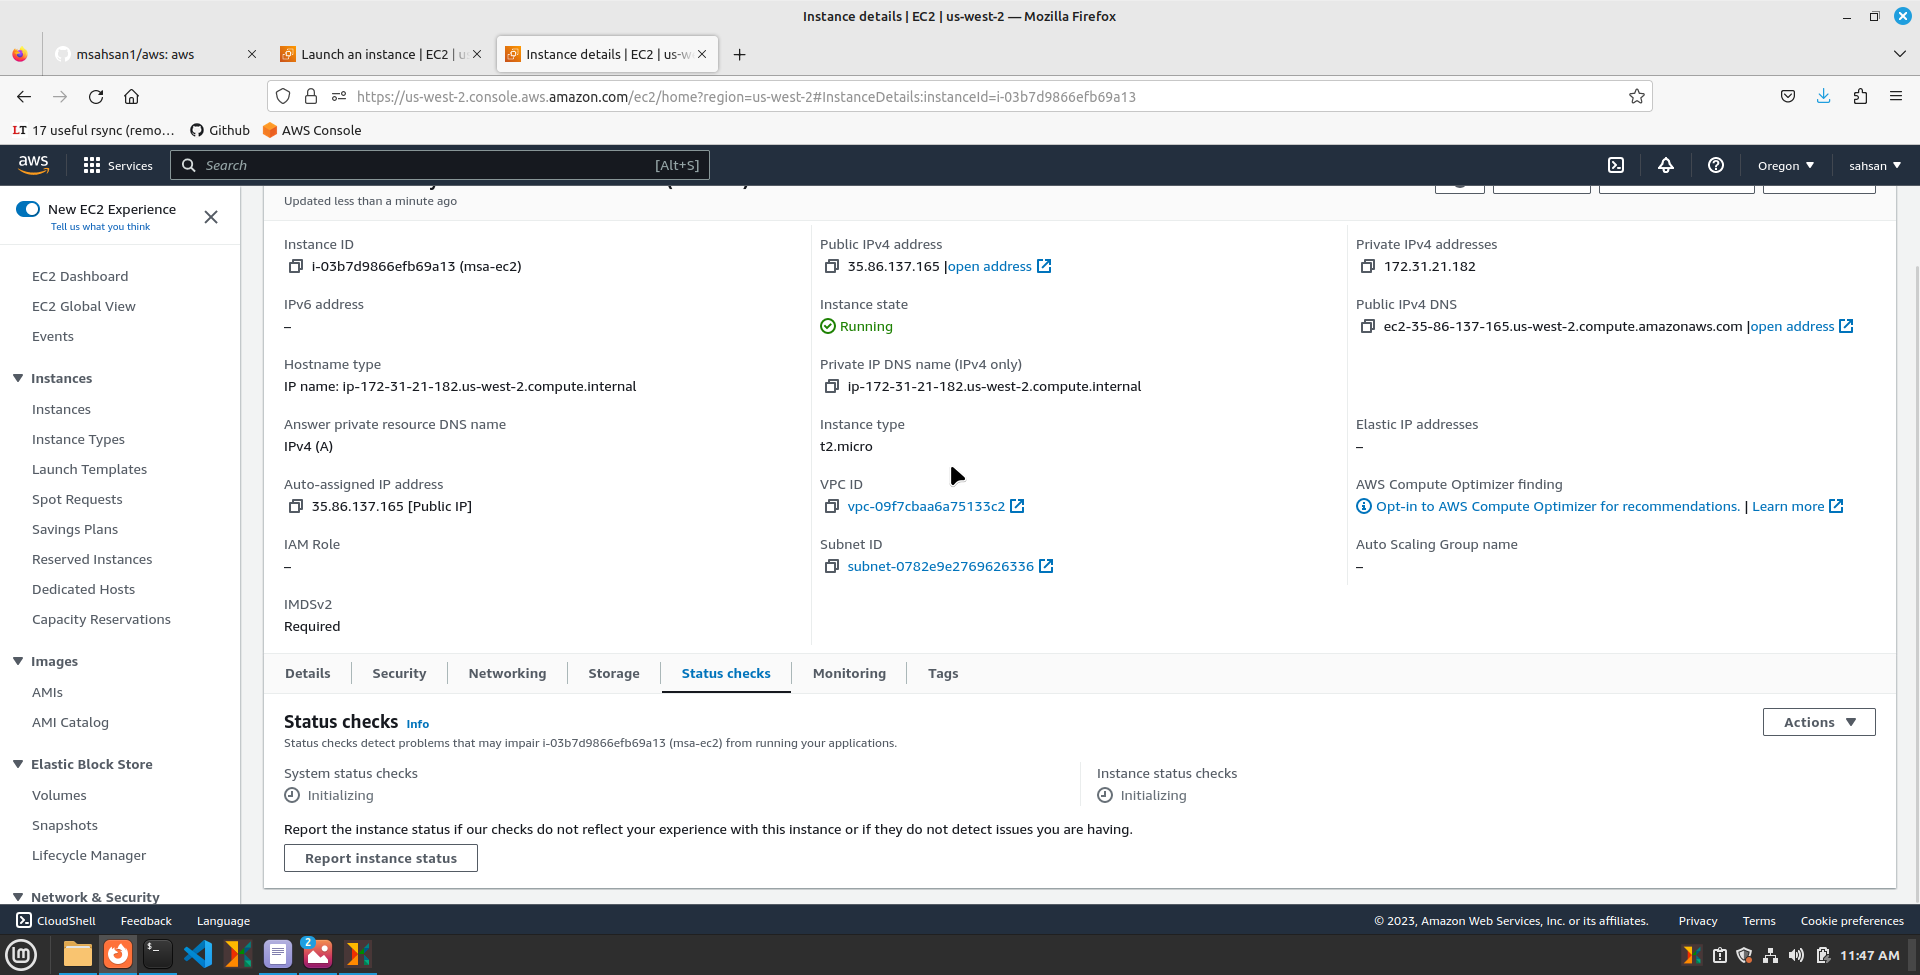 Instance details | EC2 | us-west-2 — Mozilla Firefox
msahsan1/aws: aws
Launch an instance | EC2 | u
Instance details | EC2 | us-w
https://us-west-2.console.aws.amazon.com/ec2/home?region=us-west-2#InstanceDetails:instanceId=i-03b7d9866efb69a13
LT 17 useful rsync (remo…
Github
AWS Console
aws
Services
Search
[Alt+S]
Oregon
sahsan
New EC2 Experience
Tell us what you think
EC2 Dashboard
EC2 Global View
Events
Instances
Instances
Instance Types
Launch Templates
Spot Requests
Savings Plans
Reserved Instances
Dedicated Hosts
Capacity Reservations
Images
AMIs
AMI Catalog
Elastic Block Store
Volumes
Snapshots
Lifecycle Manager
Network & Security
Updated less than a minute ago
Instance ID
i-03b7d9866efb69a13 (msa-ec2)
Public IPv4 address
35.86.137.165 |open address
Private IPv4 addresses
172.31.21.182
IPv6 address
–
Instance state
Running
Public IPv4 DNS
ec2-35-86-137-165.us-west-2.compute.amazonaws.com |open address
Hostname type
IP name: ip-172-31-21-182.us-west-2.compute.internal
Private IP DNS name (IPv4 only)
ip-172-31-21-182.us-west-2.compute.internal
Answer private resource DNS name
IPv4 (A)
Instance type
t2.micro
Elastic IP addresses
–
Auto-assigned IP address
35.86.137.165 [Public IP]
VPC ID
vpc-09f7cbaa6a75133c2
AWS Compute Optimizer finding
Opt-in to AWS Compute Optimizer for recommendations. | Learn more
IAM Role
–
Subnet ID
subnet-0782e9e2769626336
Auto Scaling Group name
–
IMDSv2
Required
Details
Security
Networking
Storage
Status checks
Monitoring
Tags
Status checks Info
Actions
Status checks detect problems that may impair i-03b7d9866efb69a13 (msa-ec2) from running your applications.
System status checks
Initializing
Instance status checks
Initializing
Report the instance status if our checks do not reflect your experience with this instance or if they do not detect issues you are having.
Report instance status
CloudShell
Feedback
Language
© 2023, Amazon Web Services, Inc. or its affiliates.
Privacy
Terms
Cookie preferences
2
11:47 AM